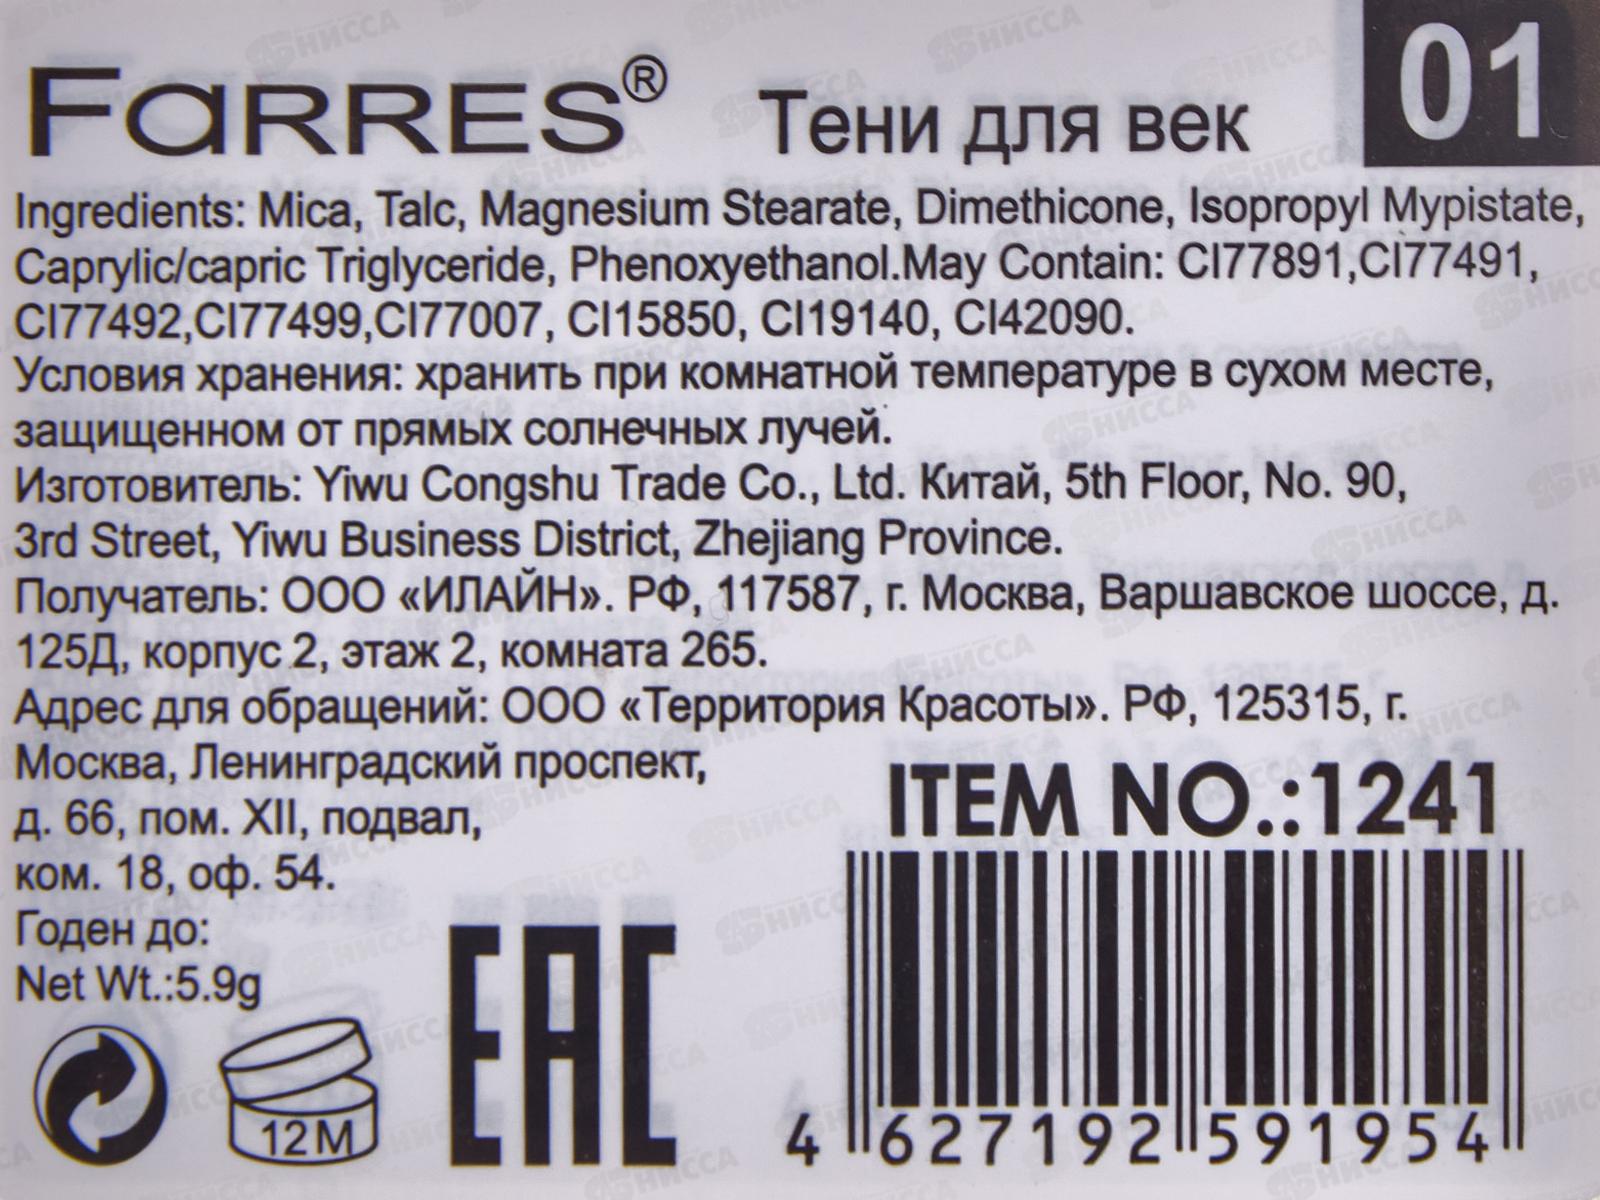 FARRES® Тени для век 01
Ingredients: Mica, Talc, Magnesium Stearate, Dimethicone, Isopropyl Mypistate,
Caprylic/capric Triglyceride, Phenoxyethanol.May Contain: CI77891,CI77491,
CI77492,CI77499,CI77007, CI15850, CI19140, CI42090.
Условия хранения: хранить при комнатной температуре в сухом месте,
защищенном от прямых солнечных лучей.
Изготовитель: Yiwu Congshu Trade Co., Ltd. Китай, 5th Floor, No. 90,
3rd Street, Yiwu Business District, Zhejiang Province.
Получатель: ООО «ИЛАЙН». РФ, 117587, г. Москва, Варшавское шоссе, д.
125Д, корпус 2, этаж 2, комната 265.
Адрес для обращений: ООО «Территория Красоты». РФ, 125315, г.
Москва, Ленинградский проспект,
д. 66, пом. XII, подвал,
ком. 18, оф. 54.
Годен до:
Net Wt.:5.9g
ITEM NO.:1241
12M
EAC
4 627192 591954
НИССА